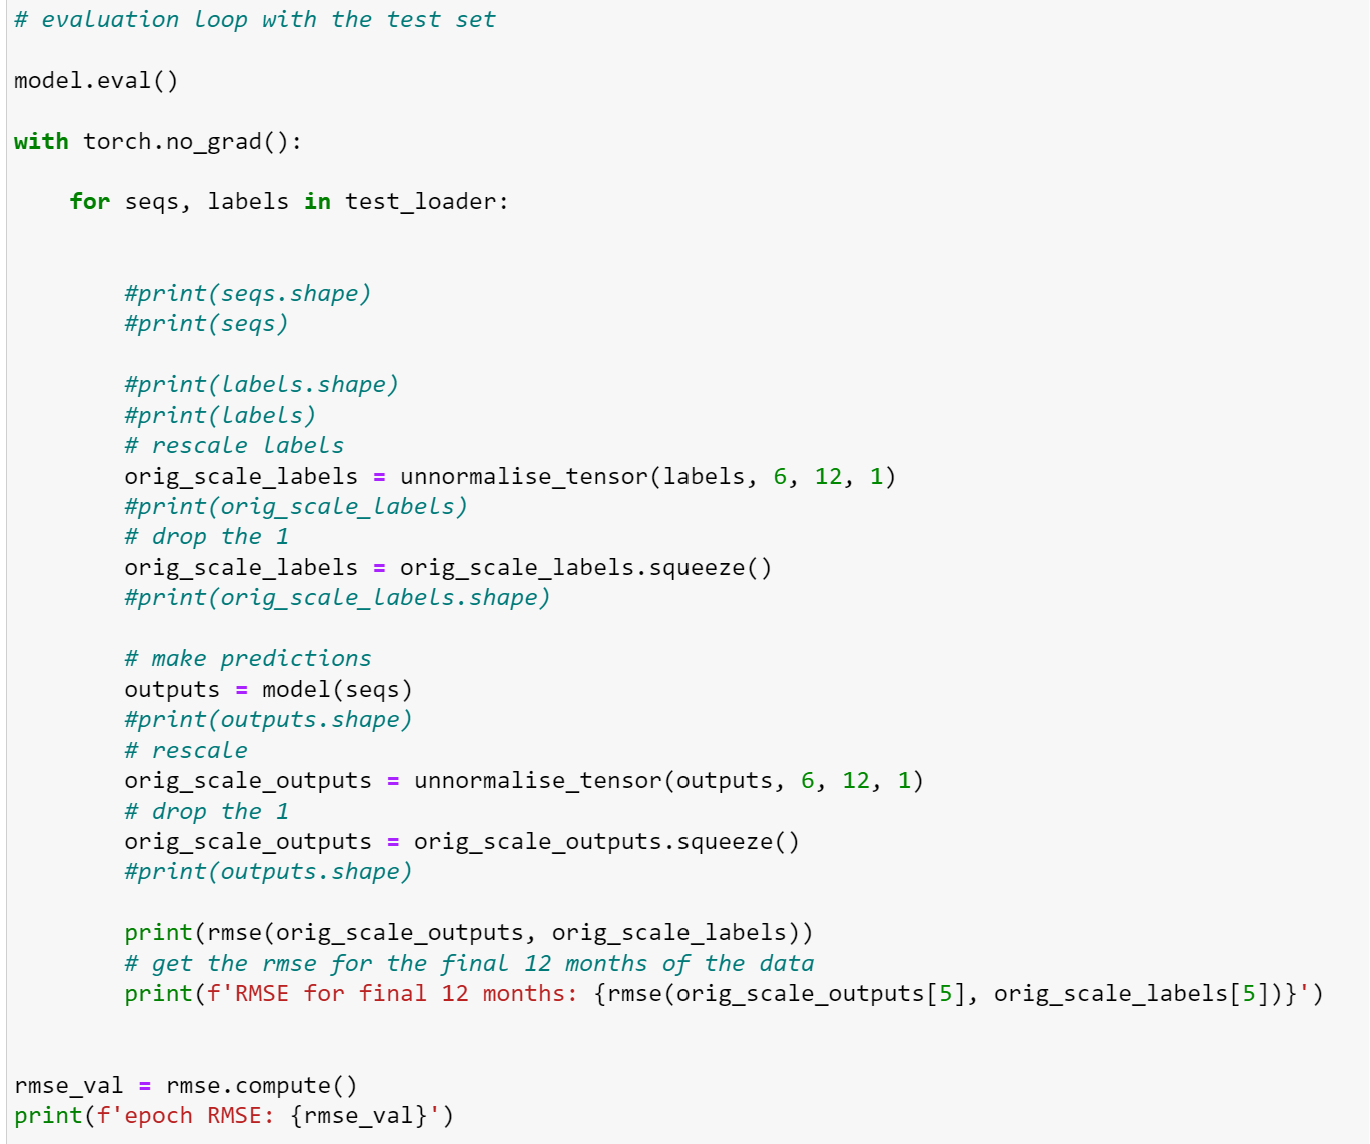 # evaluation loop with the test set
model.eval()
with torch.no_grad():
for seqs, labels in test_loader:
#print(seqs.shape)
#print(seqs)
#print(labels.shape)
#print(labels)
# rescale labels
orig_scale_labels = unnormalise_tensor(labels, 6, 12, 1)
#print(orig_scale_labels)
# drop the 1
orig_scale_labels = orig_scale_labels.squeeze()
#print(orig_scale_labels.shape)
# make predictions
outputs = model(seqs)
#print(outputs.shape)
# rescale
orig_scale_outputs = unnormalise_tensor(outputs, 6, 12, 1)
# drop the 1
orig_scale_outputs = orig_scale_outputs.squeeze()
#print(outputs.shape)
print(rmse(orig_scale_outputs, orig_scale_labels))
# get the rmse for the final 12 months of the data
print(f'RMSE for final 12 months: {rmse(orig_scale_outputs[5], orig_scale_labels[5])}')
rmse_val = rmse.compute()
print(f'epoch RMSE: {rmse_val}')